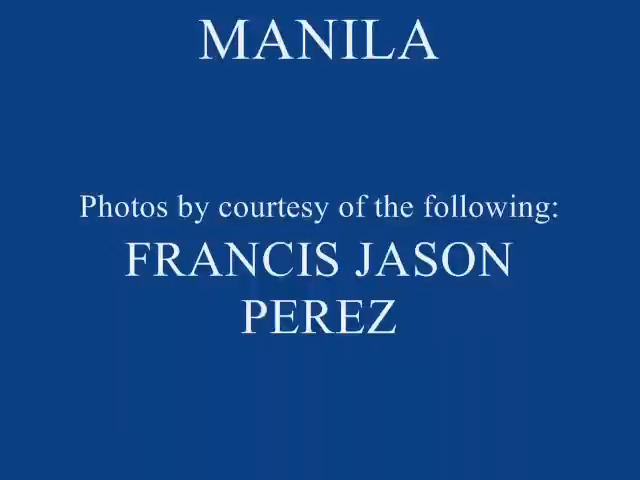 MANILA
Photos by courtesy of the following:
FRANCIS JASON
PEREZ